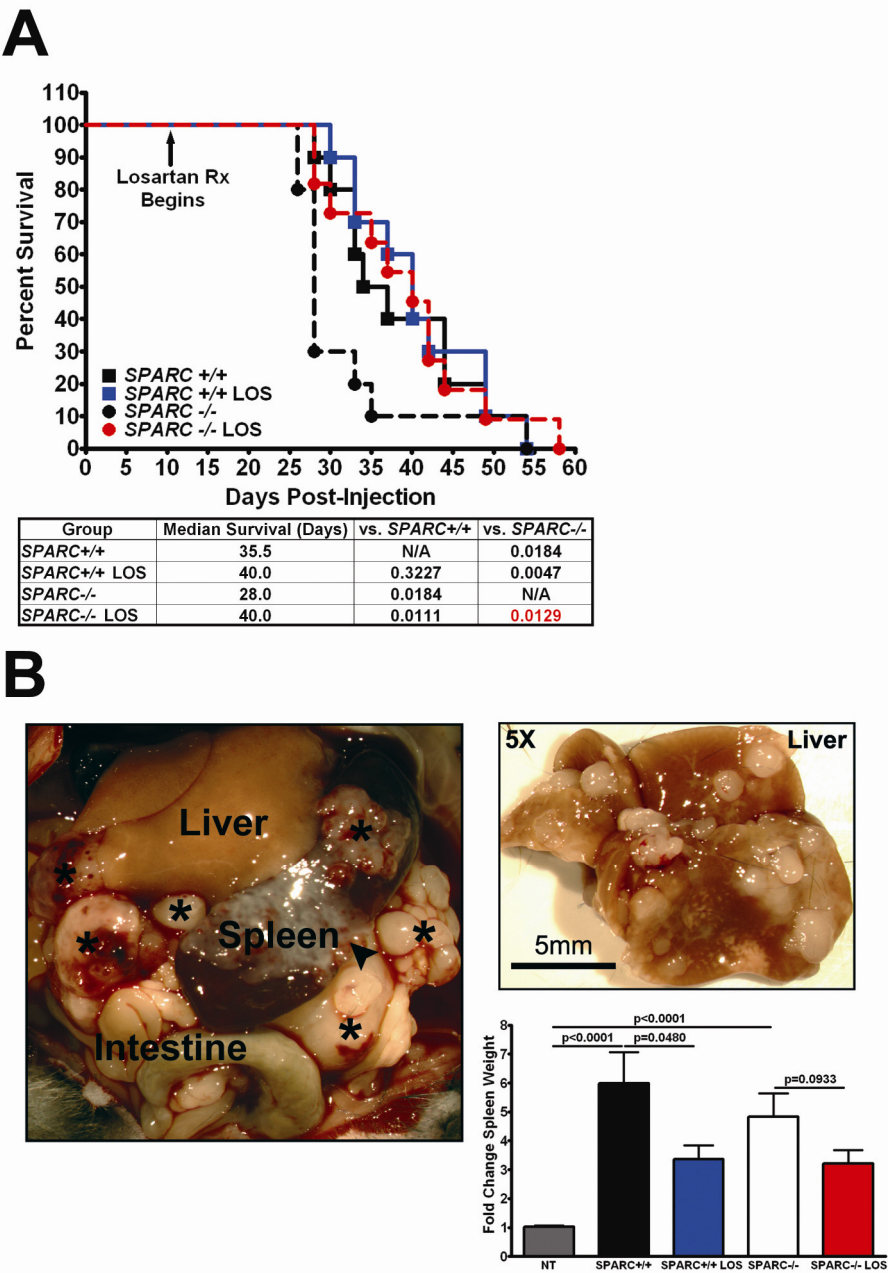 A
110
100
90
80
70
60
50
40
30
20
10
0
Percent Survival
Losartan Rx
Begins
SPARC +/+
SPARC +/+ LOS
SPARC -/-
SPARC -/- LOS
0 5 10 15 20 25 30 35 40 45 50 55 60
Days Post-Injection
Group Median Survival (Days) vs. SPARC+/+ vs. SPARC-/-
SPARC+/+ 35.5 N/A 0.0184
SPARC+/+ LOS 40.0 0.3227 0.0047
SPARC-/- 28.0 0.0184 N/A
SPARC-/- LOS 40.0 0.0111 0.0129
B
Liver
*
*
*
*
*
*
Spleen
Intestine
5X
Liver
5mm
8
7
6
5
4
3
2
1
0
Fold Change Spleen Weight
p<0.0001
p<0.0001 p=0.0480
p=0.0933
NT SPARC+/+ SPARC+/+ LOS SPARC-/- SPARC-/- LOS